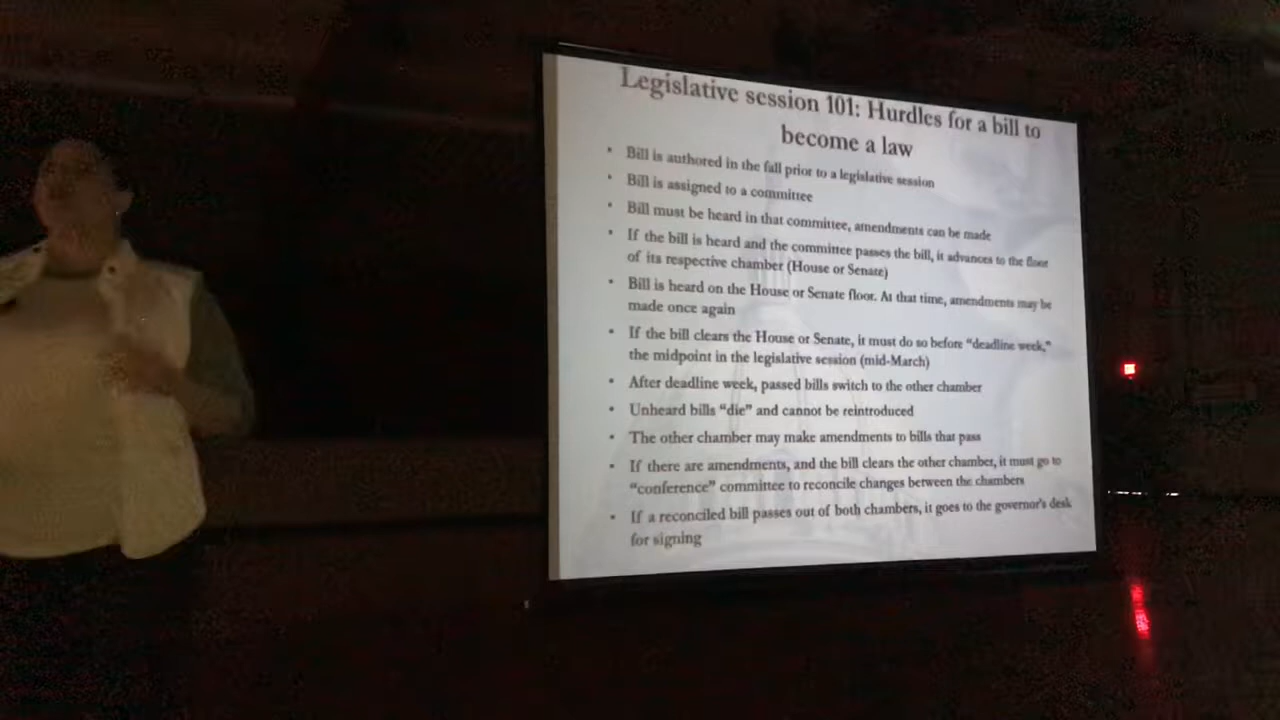 Legislative session 101: Hurdles for a bill to
become a law
• Bill is authored in the fall prior to a legislative session
• Bill is assigned to a committee
• Bill must be heard in that committee, amendments can be made
• If the bill is heard and the committee passes the bill, it advances to the floor
of its respective chamber (House or Senate)
• Bill is heard on the House or Senate floor. At that time, amendments may be
made once again
• If the bill clears the House or Senate, it must do so before “deadline week,”
the midpoint in the legislative session (mid-March)
• After deadline week, passed bills switch to the other chamber
• Unheard bills “die” and cannot be reintroduced
• The other chamber may make amendments to bills that pass
• If there are amendments, and the bill clears the other chamber, it must go to
“conference” committee to reconcile changes between the chambers
• If a reconciled bill passes out of both chambers, it goes to the governor's desk
for signing